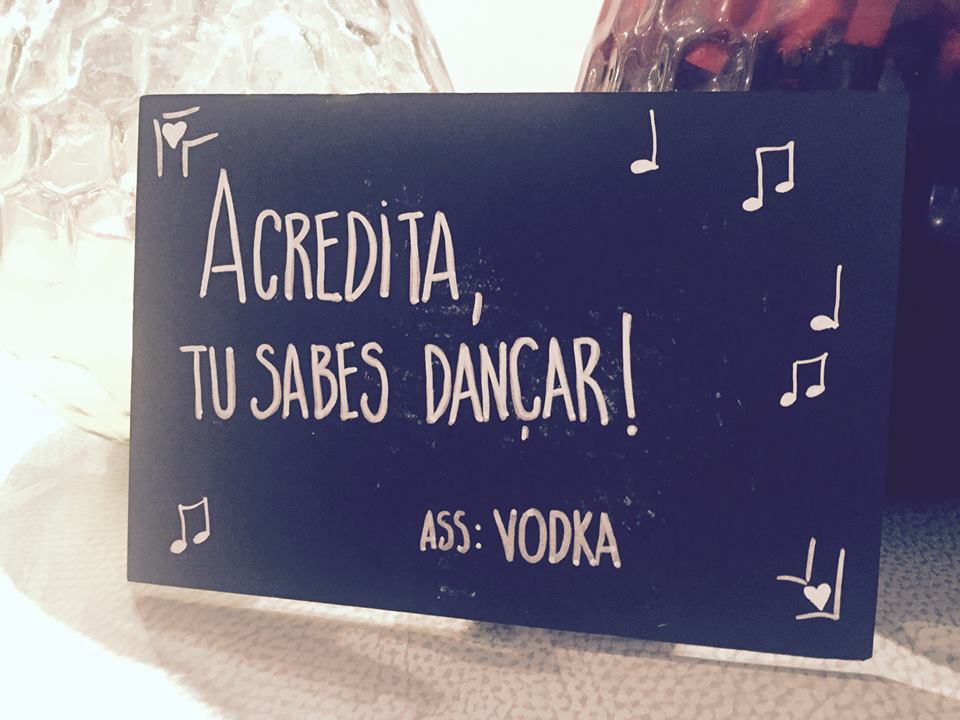 ACREDiTA,
TU SABES DANÇAR!
ASS: VODKA